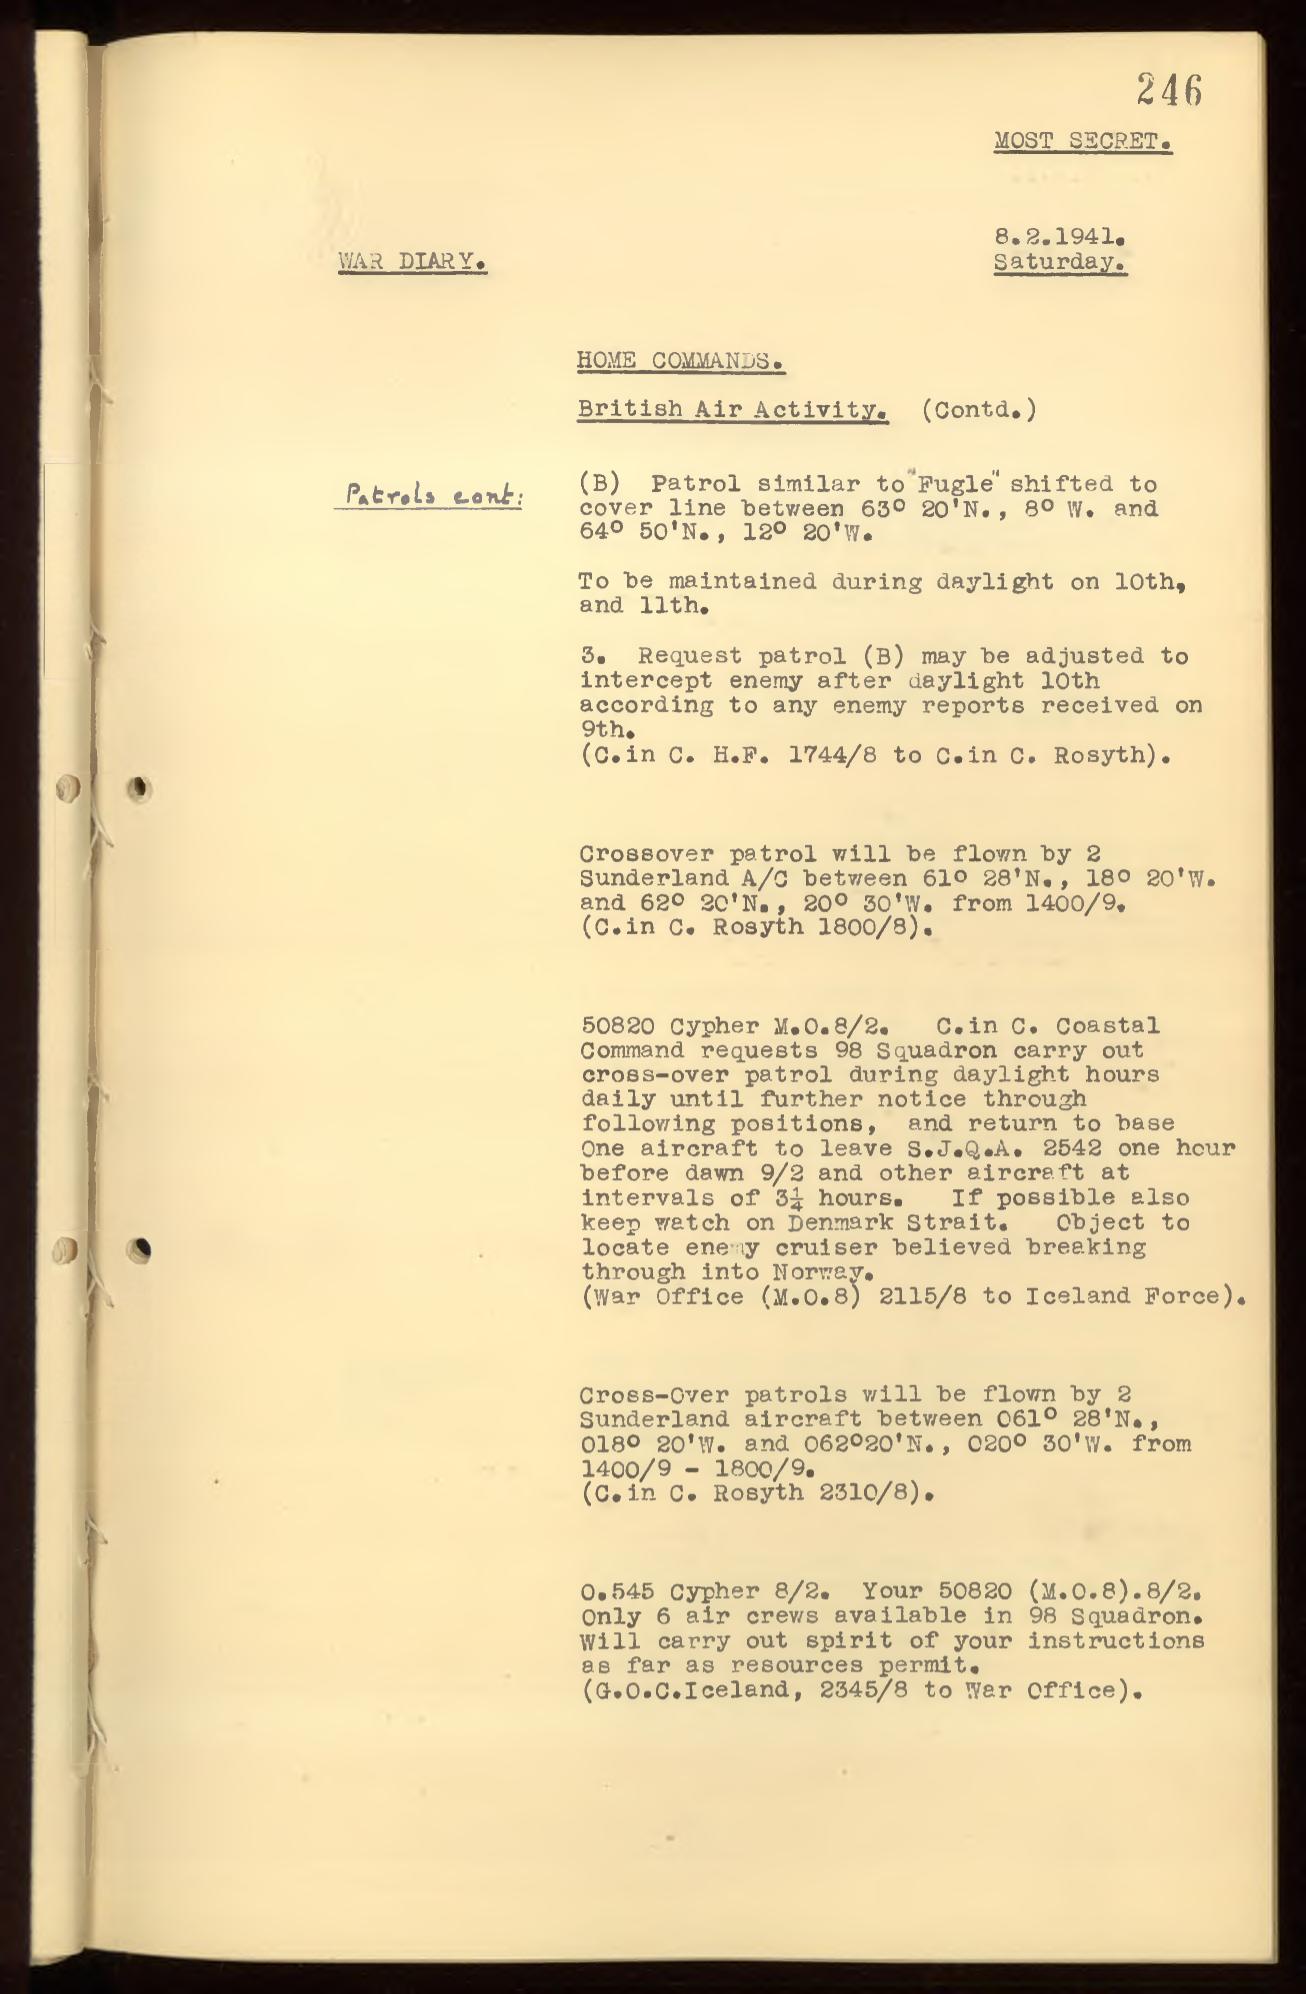 246
MOST SECRET.
8.2.1941.
WAR DIARY.
Saturday.
HOME COMMANDS.
British Air Activity. (Contd.)
Patrols cont:
(B) Patrol similar to "Fugle" shifted to
cover line between 63° 20'N., 8° W. and
64° 50'N., 12° 20'W.
To be maintained during daylight on 10th,
and 11th.
3. Request patrol (B) may be adjusted to
intercept enemy after daylight 10th
according to any enemy reports received on
9th.
(C.in C. H.F. 1744/8 to C.in C. Rosyth).
Crossover patrol will be flown by 2
Sunderland A/C between 61° 28'N., 18° 20'W.
and 62° 20'N., 20° 30'W. from 1400/9.
(C.in C. Rosyth 1800/8).
50820 Cypher M.O.8/2. C.in C. Coastal
Command requests 98 Squadron carry out
cross-over patrol during daylight hours
daily until further notice through
following positions, and return to base
One aircraft to leave S.J.Q.A. 2542 one hour
before dawn 9/2 and other aircraft at
intervals of 3¼ hours. If possible also
keep watch on Denmark Strait. Object to
locate enemy cruiser believed breaking
through into Norway.
(War Office (M.O.8) 2115/8 to Iceland Force).
Cross-Over patrols will be flown by 2
Sunderland aircraft between 061° 28'N.,
018° 20'W. and 062°20'N., 020° 30'W. from
1400/9 - 1800/9.
(C.in C. Rosyth 2310/8).
0.545 Cypher 8/2. Your 50820 (M.O.8).8/2.
Only 6 air crews available in 98 Squadron.
Will carry out spirit of your instructions
as far as resources permit.
(G.O.C.Iceland, 2345/8 to War Office).